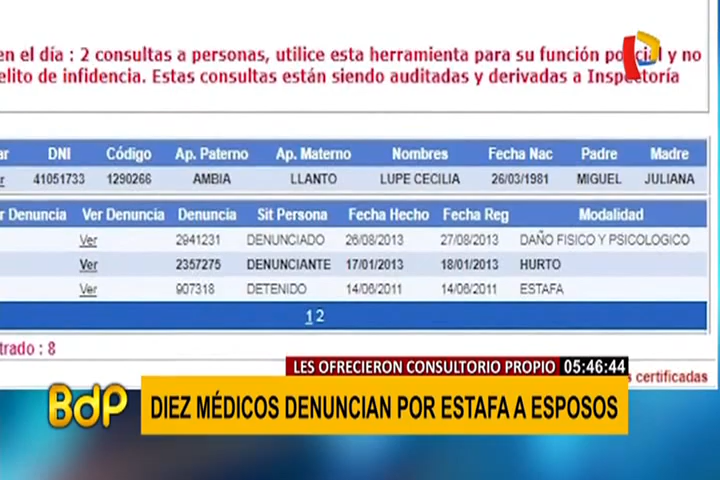 en el día : 2 consultas a personas, utilice esta herramienta para su función policial y no
elito de infidencia. Estas consultas están siendo auditadas y derivadas a Inspectoría
ar DNI Código Ap. Paterno Ap. Materno Nombres Fecha Nac Padre Madre
r 41051733 1290266 AMBIA LLANTO LUPE CECILIA 26/03/1981 MIGUEL JULIANA
r Denuncia Ver Denuncia Denuncia Sit Persona Fecha Hecho Fecha Reg Modalidad
Ver 2941231 DENUNCIADO 26/08/2013 27/08/2013 DAÑO FISICO Y PSICOLOGICO
Ver 2357275 DENUNCIANTE 17/01/2013 18/01/2013 HURTO
Ver 907318 DETENIDO 14/06/2011 14/06/2011 ESTAFA
1 2
trado : 8
LES OFRECIERON CONSULTORIO PROPIO 05:46:44
s certificadas
BdP DIEZ MÉDICOS DENUNCIAN POR ESTAFA A ESPOSOS